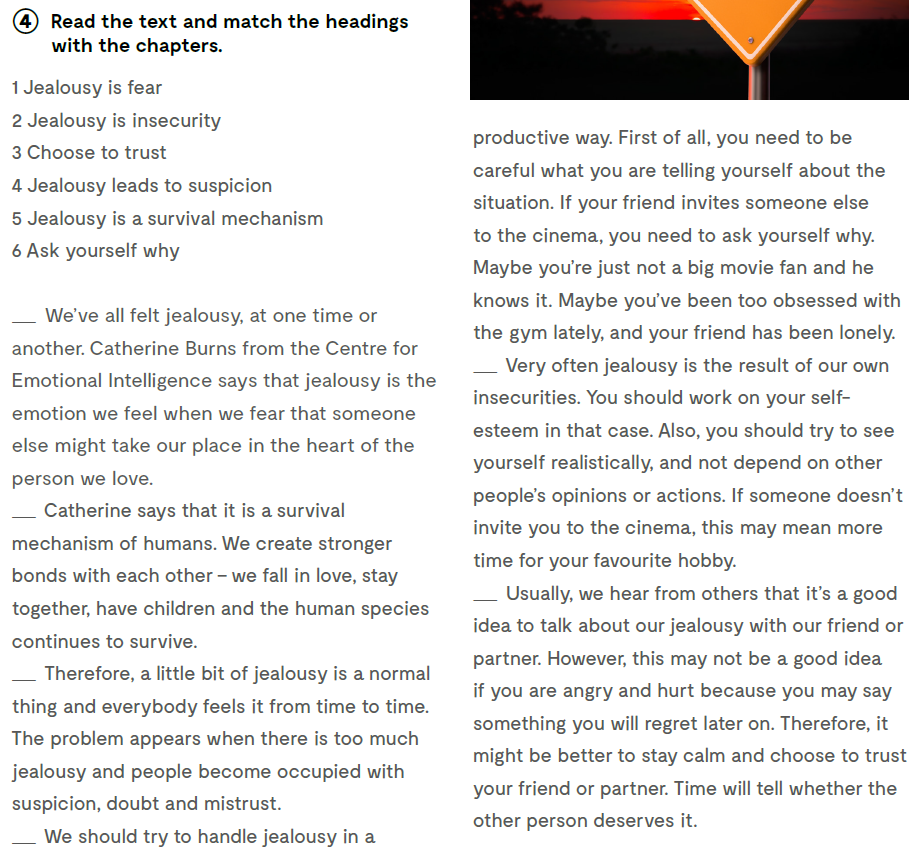 4 Read the text and match the headings
with the chapters.
1 Jealousy is fear
2 Jealousy is insecurity
3 Choose to trust
4 Jealousy leads to suspicion
5 Jealousy is a survival mechanism
6 Ask yourself why
___ We've all felt jealousy, at one time or
another. Catherine Burns from the Centre for
Emotional Intelligence says that jealousy is the
emotion we feel when we fear that someone
else might take our place in the heart of the
person we love.
___ Catherine says that it is a survival
mechanism of humans. We create stronger
bonds with each other – we fall in love, stay
together, have children and the human species
continues to survive.
___ Therefore, a little bit of jealousy is a normal
thing and everybody feels it from time to time.
The problem appears when there is too much
jealousy and people become occupied with
suspicion, doubt and mistrust.
___ We should try to handle jealousy in a
productive way. First of all, you need to be
careful what you are telling yourself about the
situation. If your friend invites someone else
to the cinema, you need to ask yourself why.
Maybe you're just not a big movie fan and he
knows it. Maybe you've been too obsessed with
the gym lately, and your friend has been lonely.
___ Very often jealousy is the result of our own
insecurities. You should work on your self-
esteem in that case. Also, you should try to see
yourself realistically, and not depend on other
people's opinions or actions. If someone doesn't
invite you to the cinema, this may mean more
time for your favourite hobby.
___ Usually, we hear from others that it's a good
idea to talk about our jealousy with our friend or
partner. However, this may not be a good idea
if you are angry and hurt because you may say
something you will regret later on. Therefore, it
might be better to stay calm and choose to trust
your friend or partner. Time will tell whether the
other person deserves it.